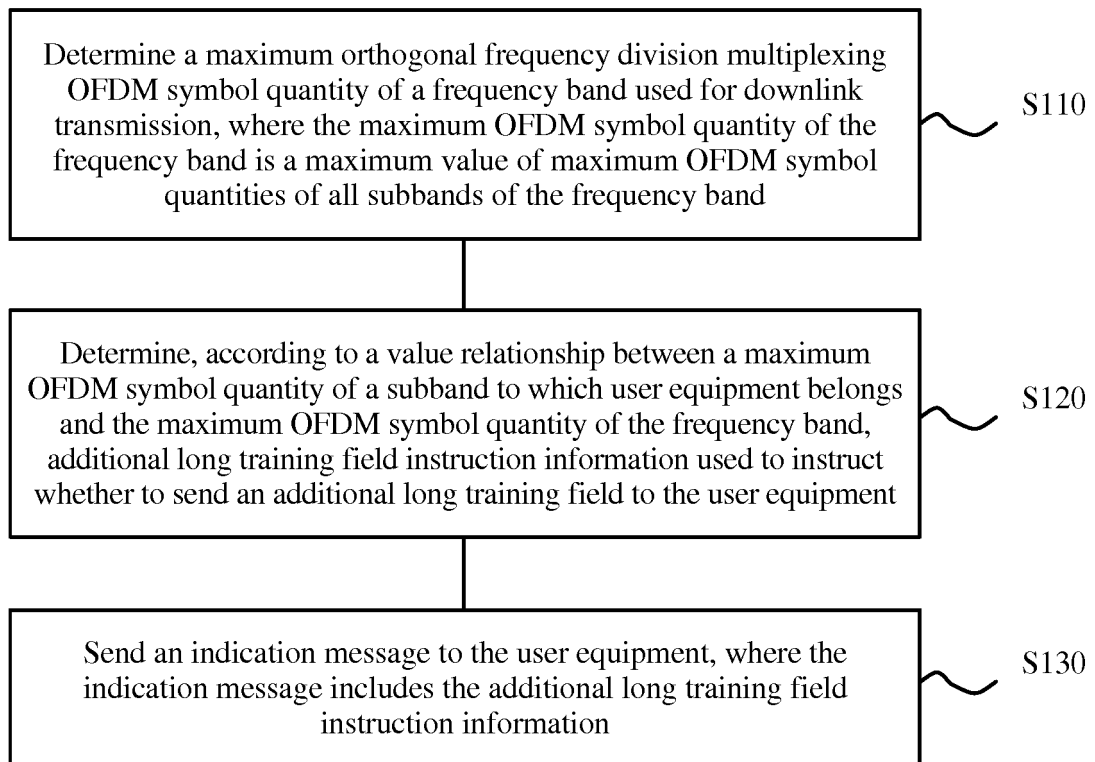 Determine a maximum orthogonal frequency division multiplexing
OFDM symbol quantity of a frequency band used for downlink
transmission, where the maximum OFDM symbol quantity of the
frequency band is a maximum value of maximum OFDM symbol
quantities of all subbands of the frequency band
S110
Determine, according to a value relationship between a maximum
OFDM symbol quantity of a subband to which user equipment belongs
and the maximum OFDM symbol quantity of the frequency band,
additional long training field instruction information used to instruct
whether to send an additional long training field to the user equipment
S120
Send an indication message to the user equipment, where the
indication message includes the additional long training field
instruction information
S130